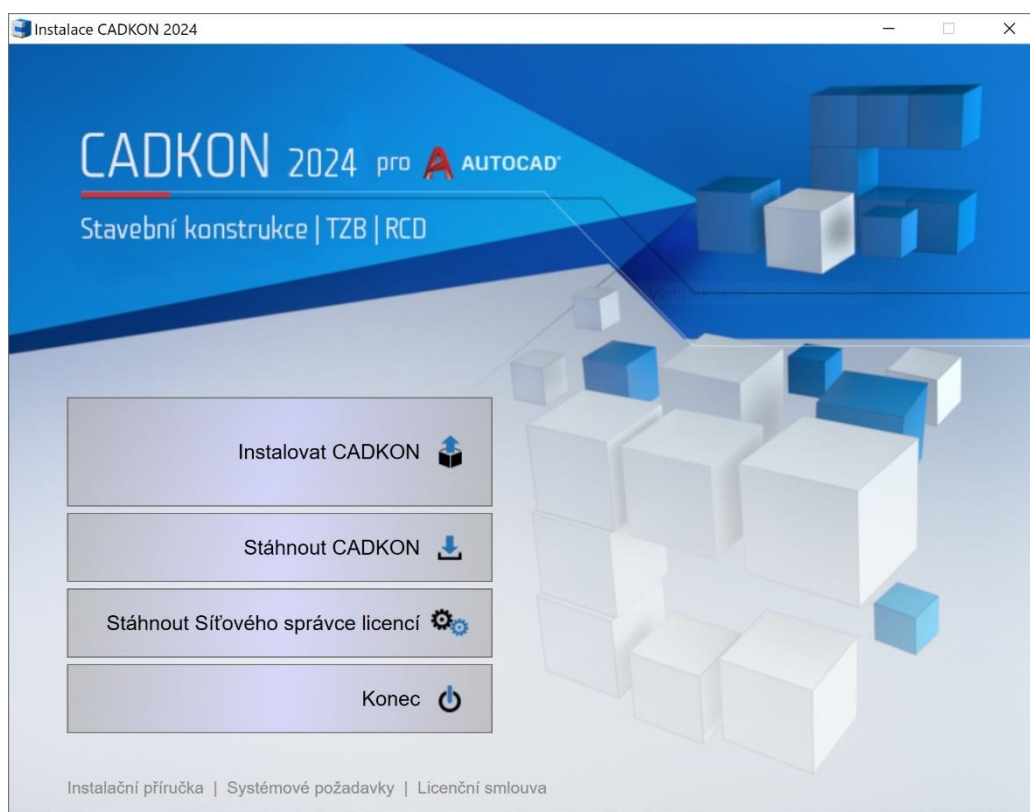 Instalace CADKON 2024
CADKON 2024 pro AUTOCAD®
Stavební konstrukce | TZB | RCD
Instalovat CADKON
Stáhnout CADKON
Stáhnout Síťového správce licencí
Konec
Instalační příručka | Systémové požadavky | Licenční smlouva